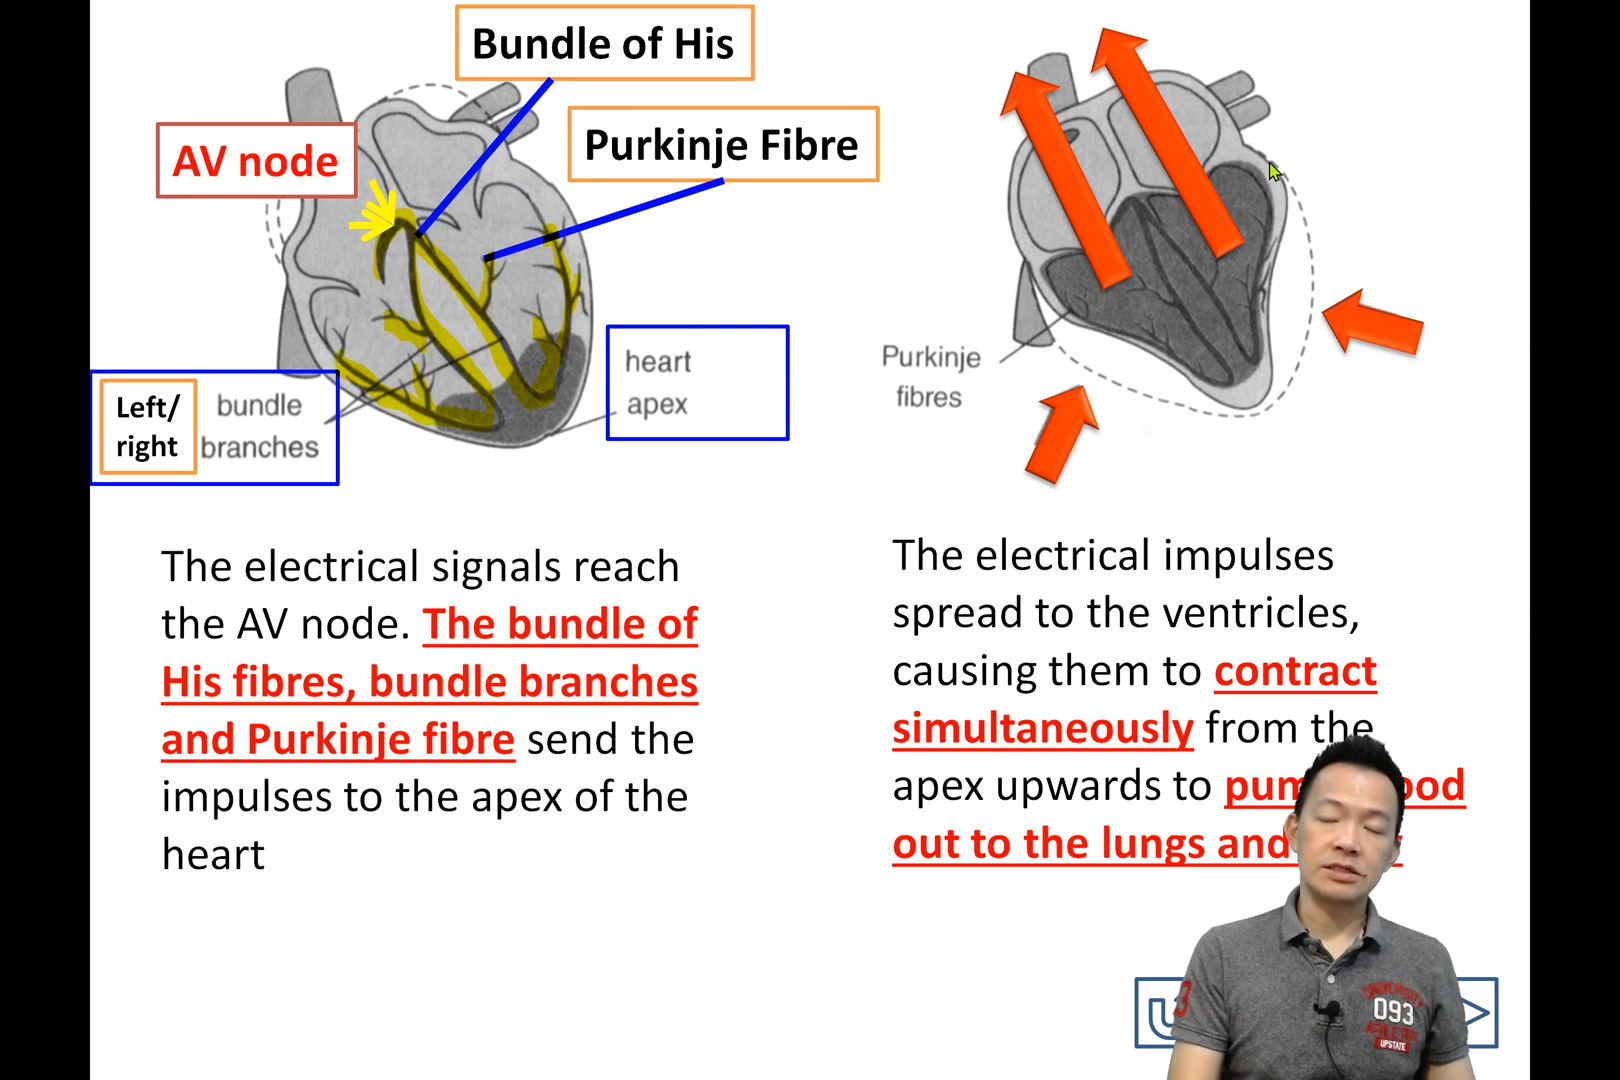 Bundle of His
Purkinje Fibre
AV node
Left/
right
bundle
branches
heart
apex
Purkinje
fibres
The electrical signals reach
the AV node. The bundle of
His fibres, bundle branches
and Purkinje fibre send the
impulses to the apex of the
heart
The electrical impulses
spread to the ventricles,
causing them to contract
simultaneously from the
apex upwards to
out to the lungs and
3
093
UPSTATE